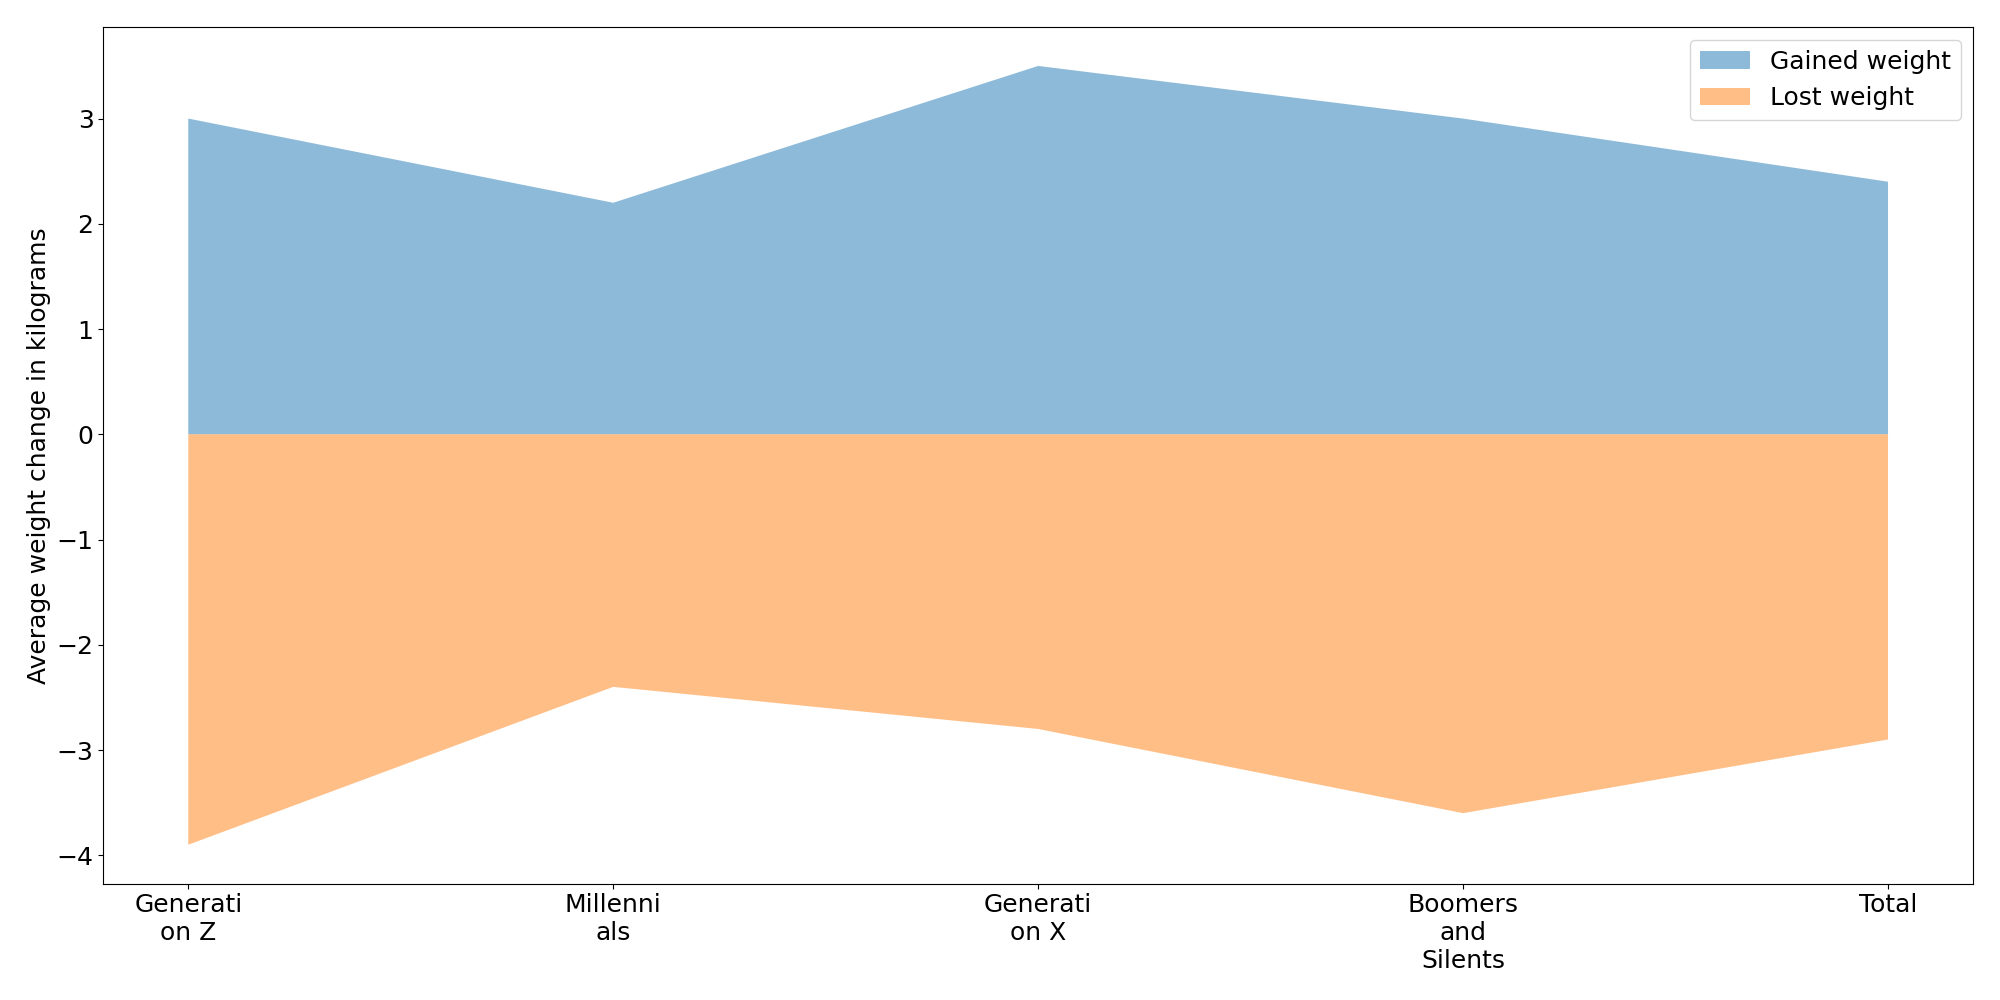 Gained weight
Lost weight
Average weight change in kilograms
3
2
1
0
−1
−2
−3
−4
Generati
on Z
Millenni
als
Generati
on X
Boomers
and
Silents
Total